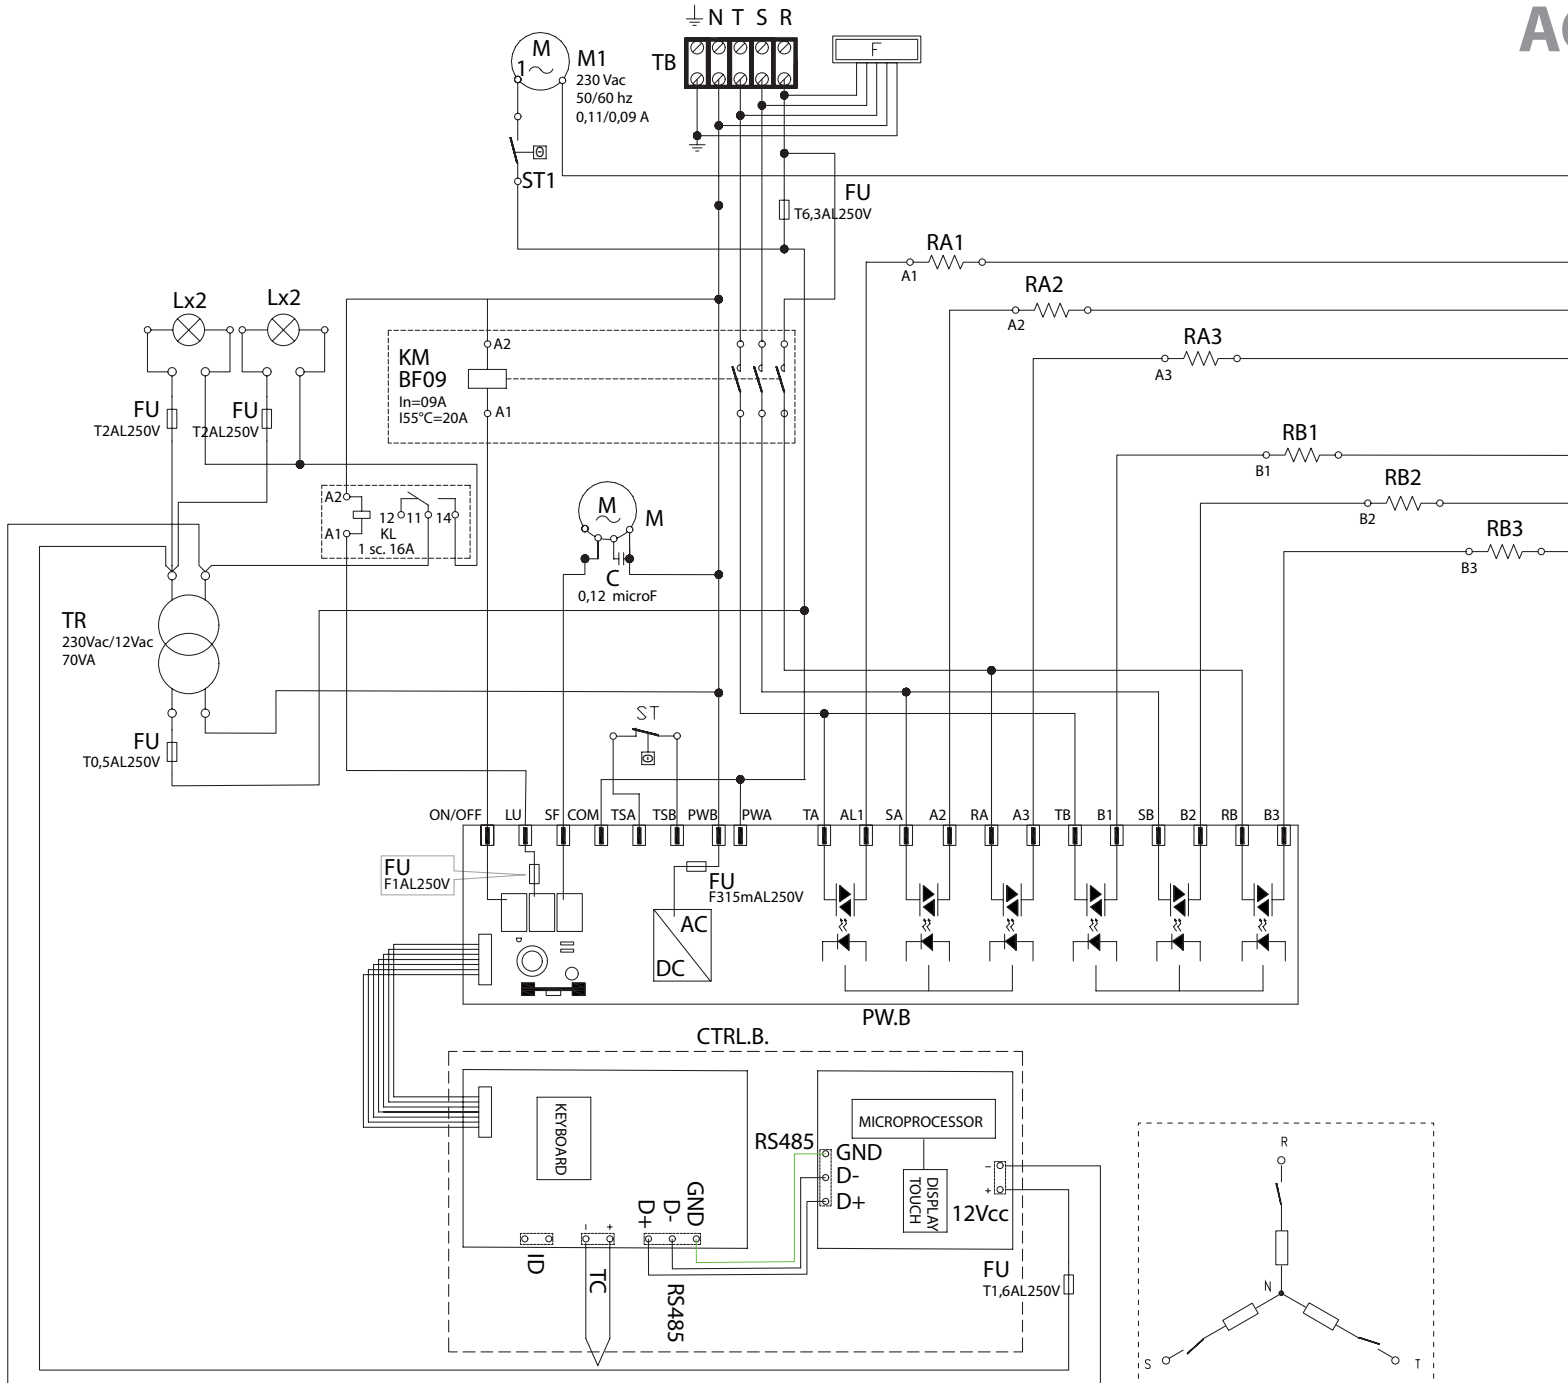 AC
N T S R
TB
F
M
1
M1
230 Vac
50/60 hz
0,11/0,09 A
ST1
FU
T6,3AL250V
RA1
A1
RA2
A2
RA3
A3
RB1
B1
RB2
B2
RB3
B3
Lx2
Lx2
FU
T2AL250V
FU
T2AL250V
KM
BF09
In=09A
I55°C=20A
A2
A1
A2
A1
12
11
14
KL
1 sc. 16A
M
M
C
0,12 microF
TR
230Vac/12Vac
70VA
FU
T0,5AL250V
ST
ON/OFF LU SF COM TSA TSB PWB PWA TA AL1 SA A2 RA A3 TB B1 SB B2 RB B3
FU
F1AL250V
FU
F315mAL250V
AC
DC
PW.B
CTRL.B.
KEYBOARD
MICROPROCESSOR
DISPLAY
TOUCH
RS485
GND
D-
D+
-
+
12Vcc
D+
D-
GND
ID
-
+
TC
RS485
FU
T1,6AL250V
R
N
S
T